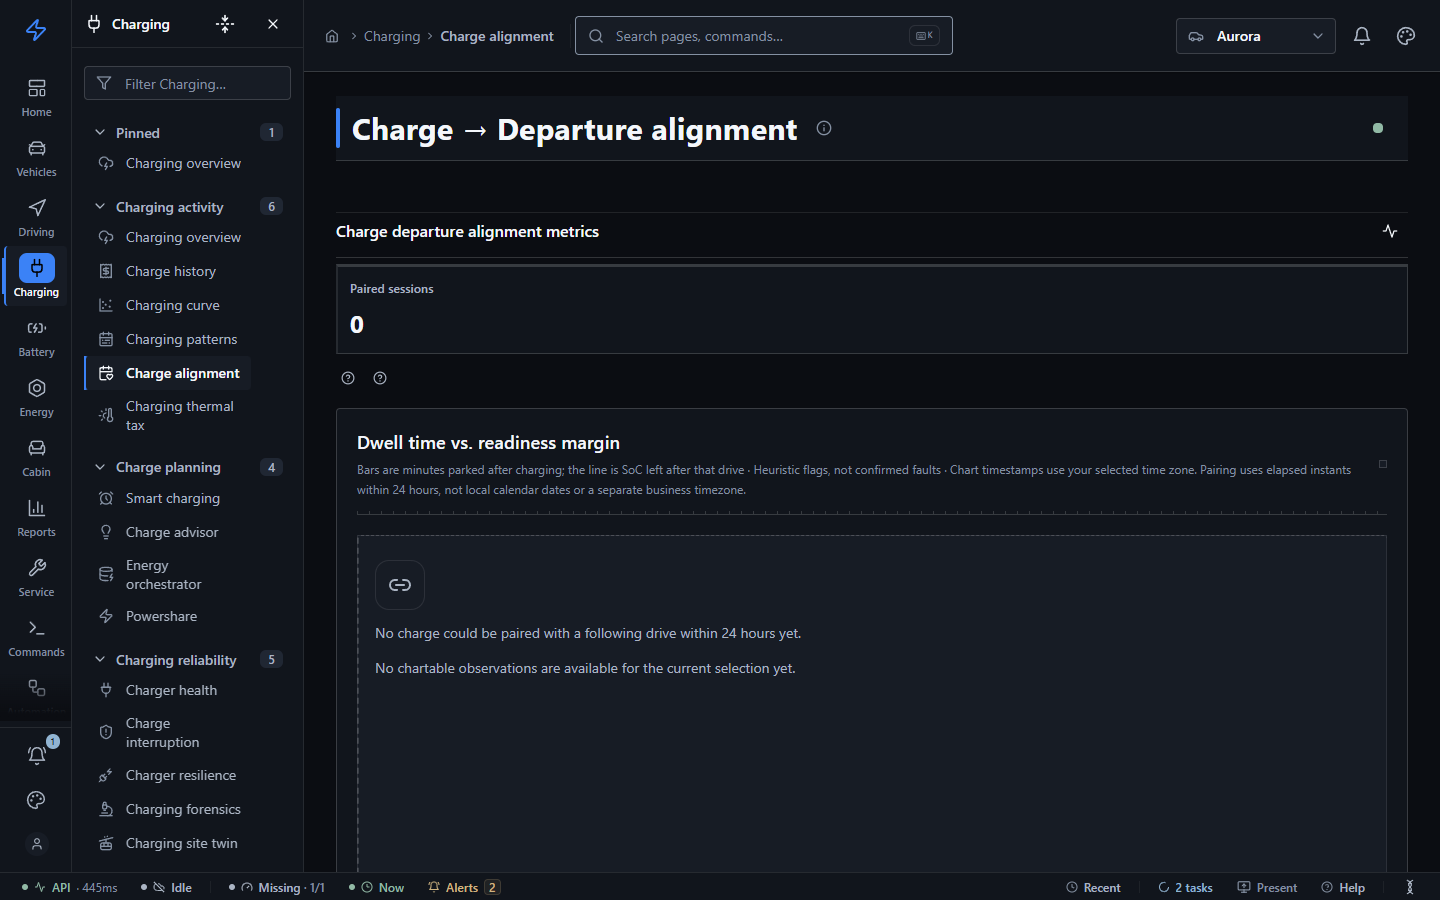 Charging
Home
Vehicles
Driving
Charging
Battery
Energy
Cabin
Reports
Service
Commands
1
Filter Charging...
Pinned 1
Charging overview
Charging activity 6
Charging overview
Charge history
Charging curve
Charging patterns
Charge alignment
Charging thermal
tax
Charge planning 4
Smart charging
Charge advisor
Energy
orchestrator
Powershare
Charging reliability 5
Charger health
Charge
interruption
Charger resilience
Charging forensics
Charging site twin
Charging > Charge alignment
Search pages, commands... K
Aurora
Charge → Departure alignment
Charge departure alignment metrics
Paired sessions
0
Dwell time vs. readiness margin
Bars are minutes parked after charging; the line is SoC left after that drive · Heuristic flags, not confirmed faults · Chart timestamps use your selected time zone. Pairing uses elapsed instants
within 24 hours, not local calendar dates or a separate business timezone.
No charge could be paired with a following drive within 24 hours yet.
No chartable observations are available for the current selection yet.
API · 445ms Idle Missing · 1/1 Now Alerts 2 Recent 2 tasks Present Help